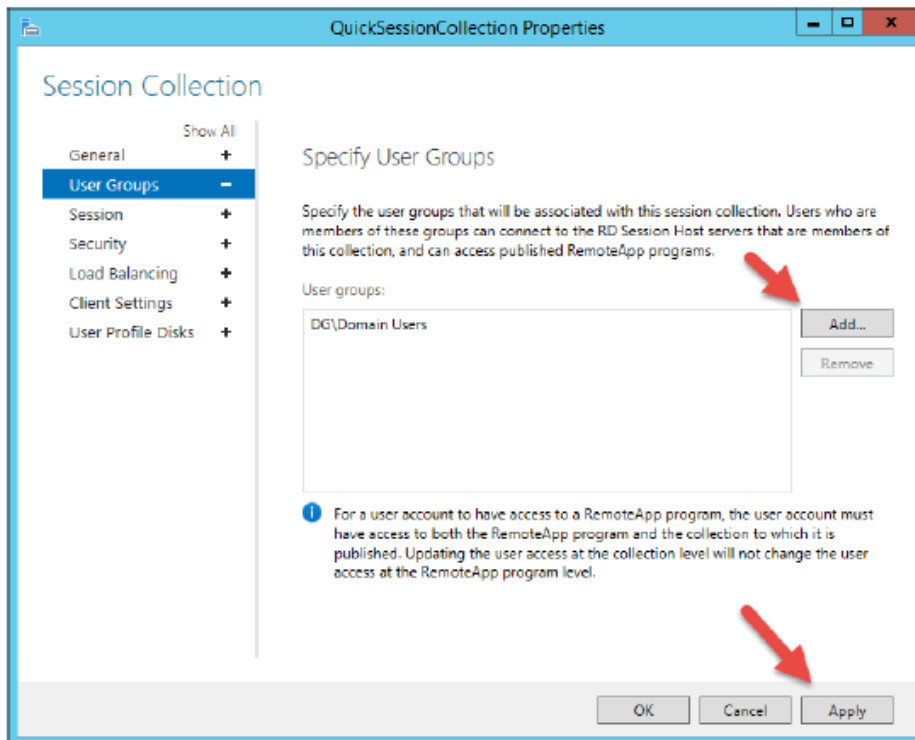 QuickSessionCollection Properties
Session Collection
Show All
General
User Groups
Session
Security
Load Balancing
Client Settings
User Profile Disks
Specify User Groups
Specify the user groups that will be associated with this session collection. Users who are
members of these groups can connect to the RD Session Host servers that are members of
this collection, and can access published RemoteApp programs.
User groups:
DG\Domain Users
Add...
Remove
For a user account to have access to a RemoteApp program, the user account must
have access to both the RemoteApp program and the collection to which it is
published. Updating the user access at the collection level will not change the user
access at the RemoteApp program level.
OK
Cancel
Apply